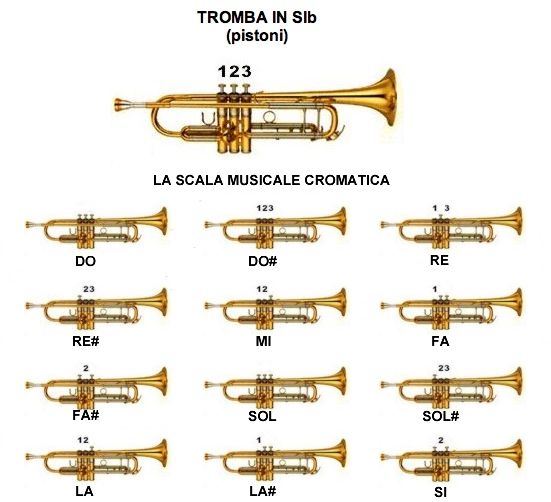 TROMBA IN SIb
(pistoni)
123
LA SCALA MUSICALE CROMATICA
123 1 3
DO DO# RE
23 12 1
RE# MI FA
2 23
FA# SOL SOL#
12 1 2
LA LA# SI